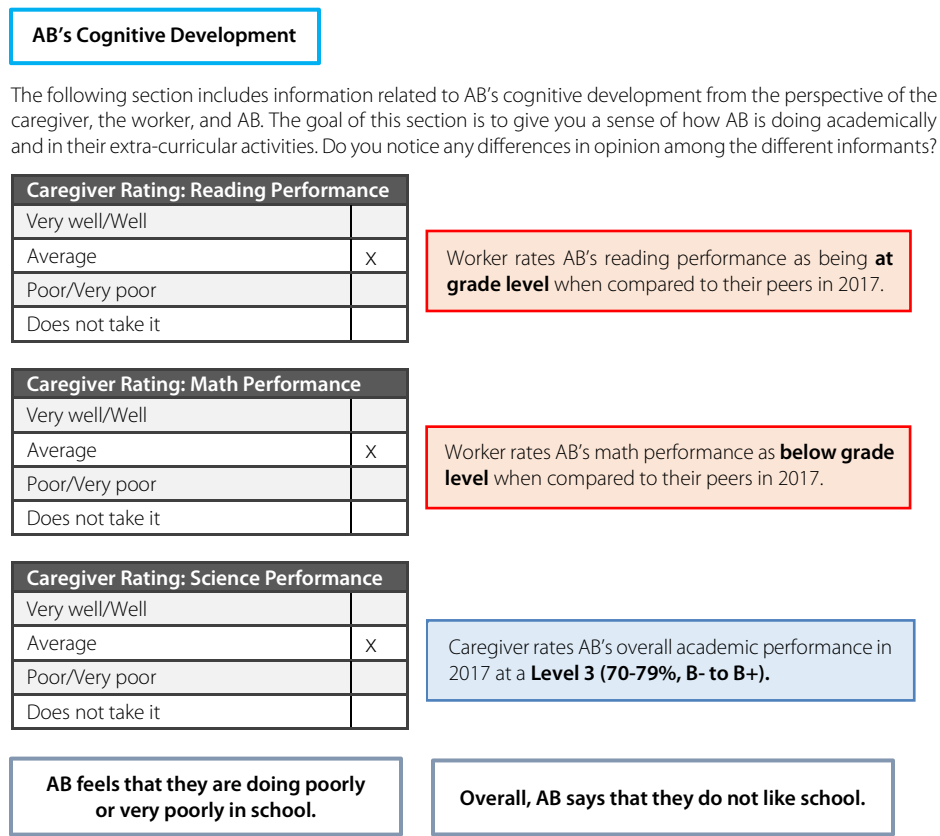 AB’s Cognitive Development
The following section includes information related to AB’s cognitive development from the perspective of the
caregiver, the worker, and AB. The goal of this section is to give you a sense of how AB is doing academically
and in their extra-curricular activities. Do you notice any differences in opinion among the different informants?
Caregiver Rating: Reading Performance
Very well/Well
Average x
Poor/Very poor
Does not take it
Worker rates AB’s reading performance as being at
grade level when compared to their peers in 2017.
Caregiver Rating: Math Performance
Very well/Well
Average x
Poor/Very poor
Does not take it
Worker rates AB’s math performance as below grade
level when compared to their peers in 2017.
Caregiver Rating: Science Performance
Very well/Well
Average x
Poor/Very poor
Does not take it
Caregiver rates AB’s overall academic performance in
2017 at a Level 3 (70-79%, B- to B+).
AB feels that they are doing poorly
or very poorly in school.
Overall, AB says that they do not like school.